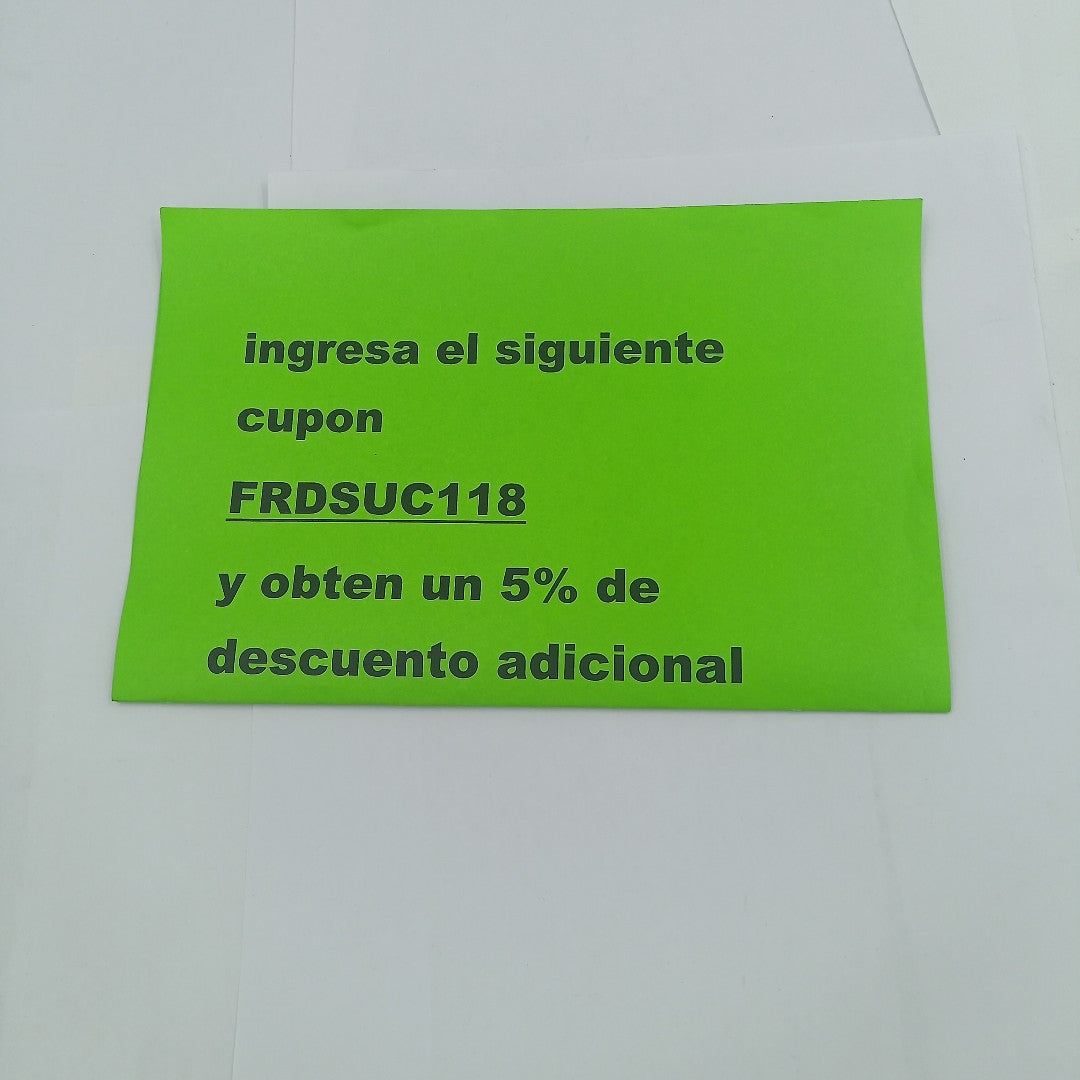 ingresa el siguiente
cupon
FRDSUC118
y obten un 5% de
descuento adicional